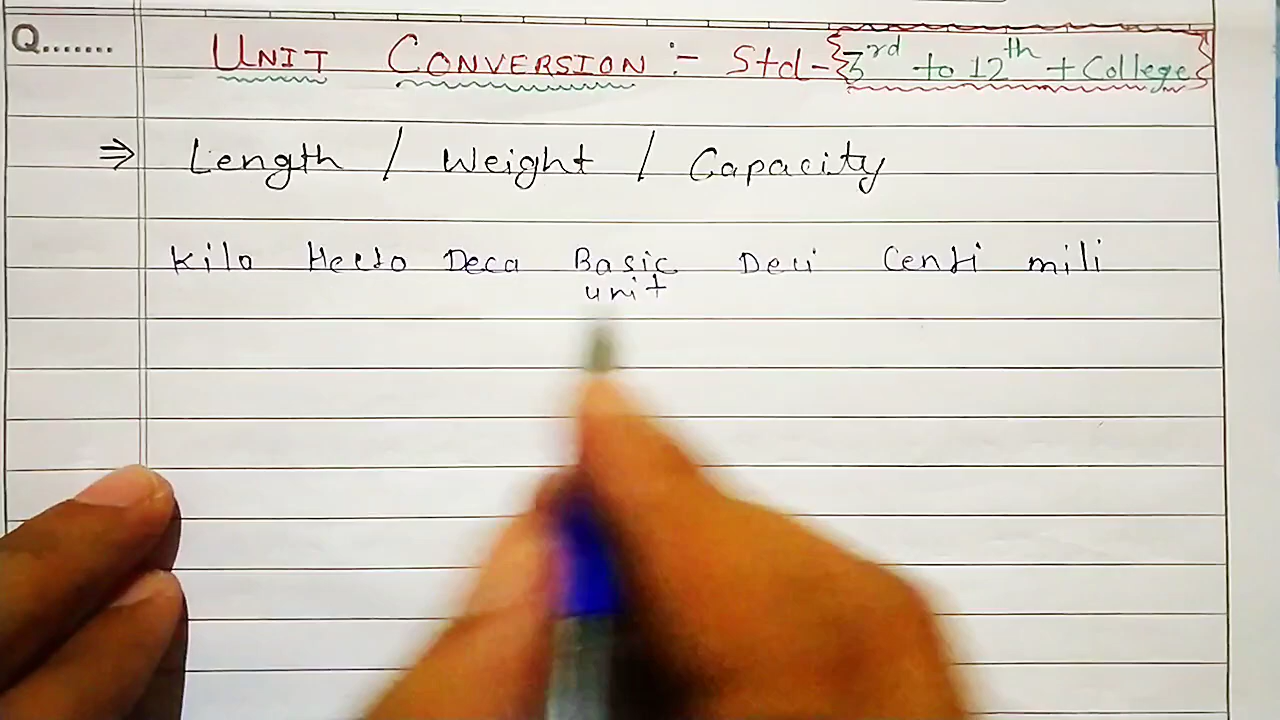 Q.......
UNIT CONVERSION :- Std - {3rd to 12th + College}
⇒ Length / Weight / Capacity
Kilo Hecto Deca Basic Deci Centi mili
unit